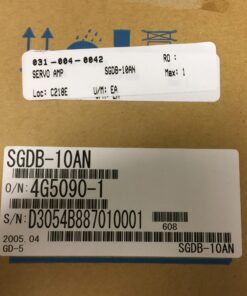 031-004-0042 RO :
SERVO AMP SGDB-10AN Max: 1
Loc: C218E U/M: EA
SGDB-10AN
O/N: 4G5090-1
S/N: D3054B887010001
608
2005.04
GD-5 SGDB-10AN